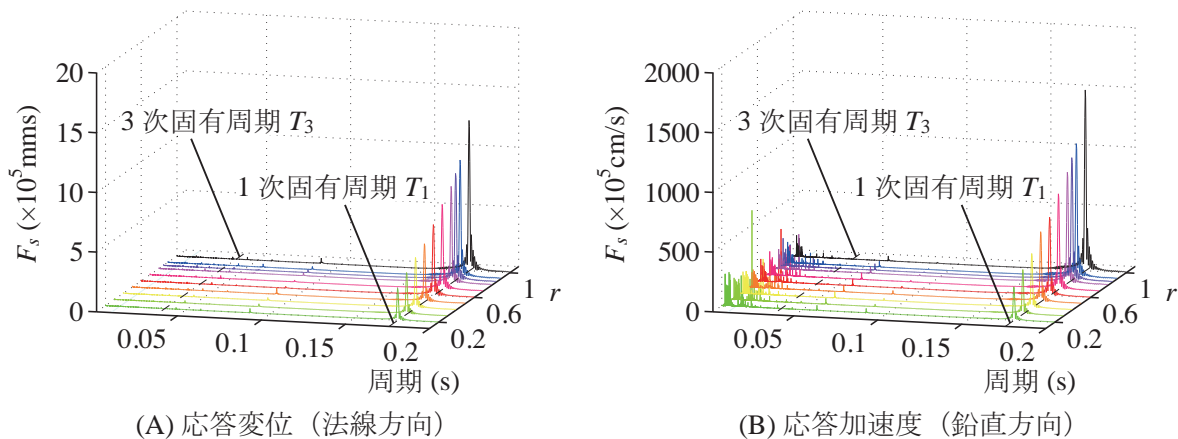 20
15
10
5
0
F_s (×10^5mms)
3 次固有周期 T_3
1 次固有周期 T_1
0.05
0.1
0.15
0.2
0.2
0.6
1
r
周期 (s)
(A) 応答変位（法線方向）
2000
1500
1000
500
0
F_s (×10^5cm/s)
3 次固有周期 T_3
1 次固有周期 T_1
0.05
0.1
0.15
0.2
0.2
0.6
1
r
周期 (s)
(B) 応答加速度（鉛直方向）